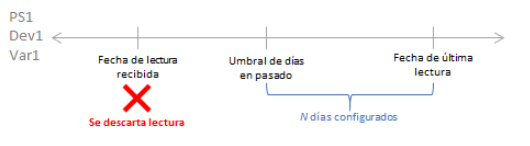 PS1
Dev1
Var1
Fecha de lectura
recibida
Se descarta lectura
Umbral de días
en pasado
Fecha de última
lectura
N días configurados